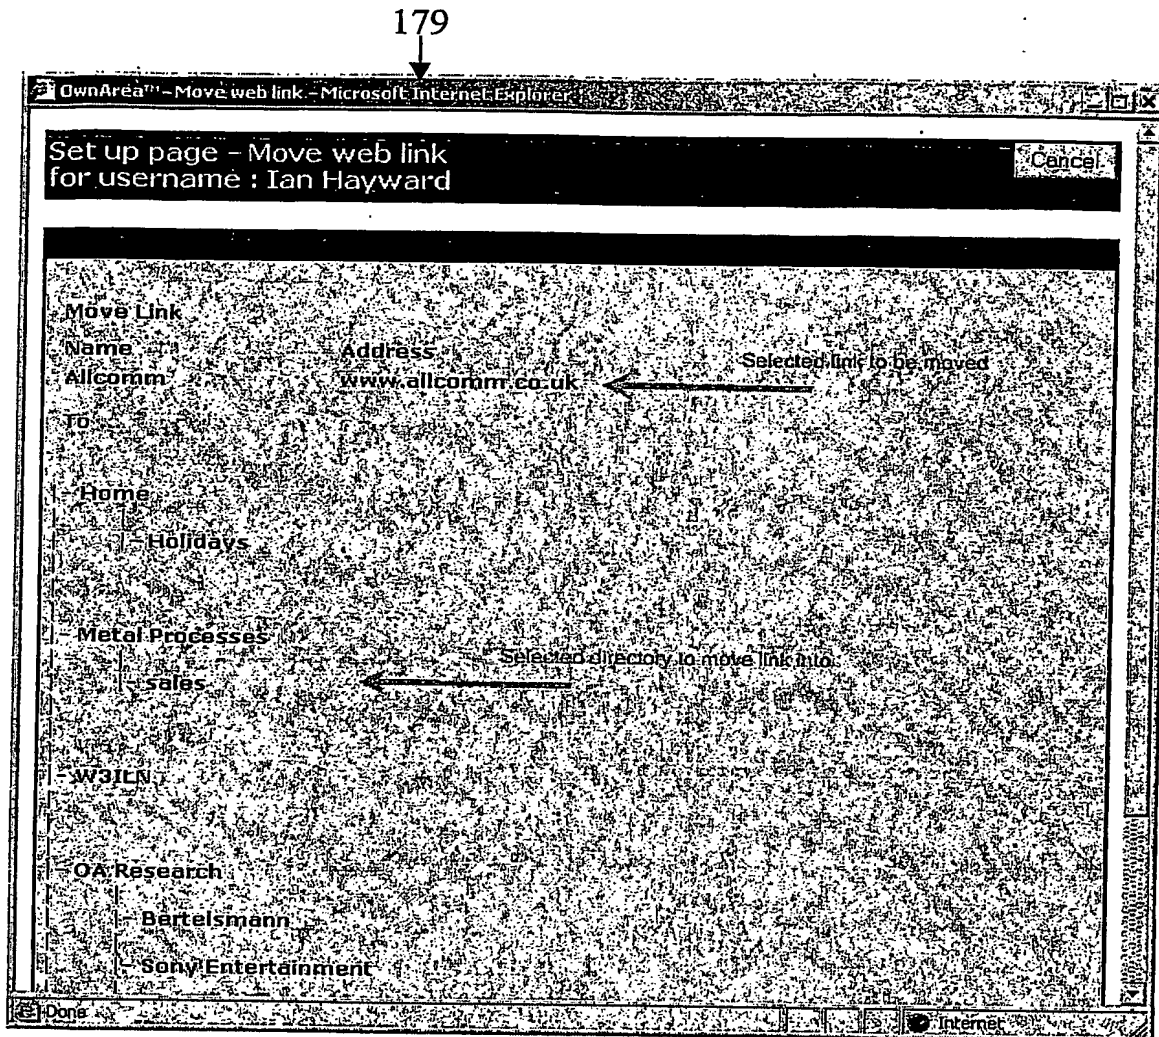 179
OwnArea™ - Move web link - Microsoft Internet Explorer
Set up page - Move web link
for username : Ian Hayward
Cancel
Move Link
Name Address
Selected link to be moved
Allcomm www.allcomm.co.uk
To
Home
Holidays
Metal Processes
Selected directory to move link into
sales
W3ILN
OA Research
Bertelsmann
Sony Entertainment
Done
Internet